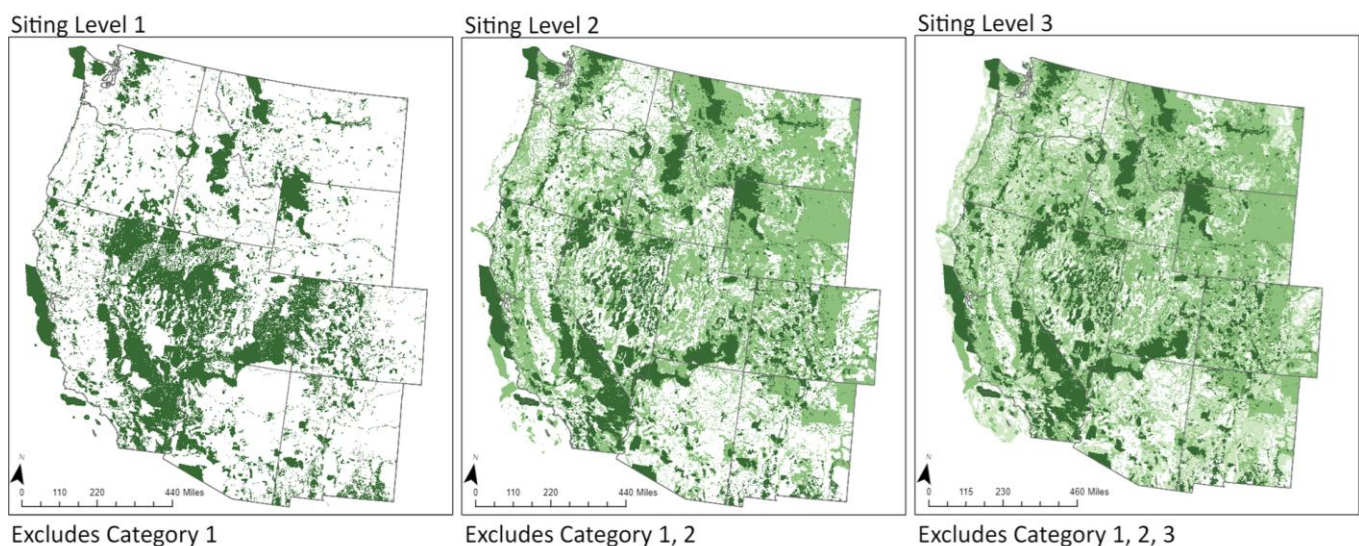 Siting Level 1
Siting Level 2
Siting Level 3
N
0 110 220 440 Miles
N
0 110 220 440 Miles
N
0 115 230 460 Miles
Excludes Category 1
Excludes Category 1, 2
Excludes Category 1, 2, 3